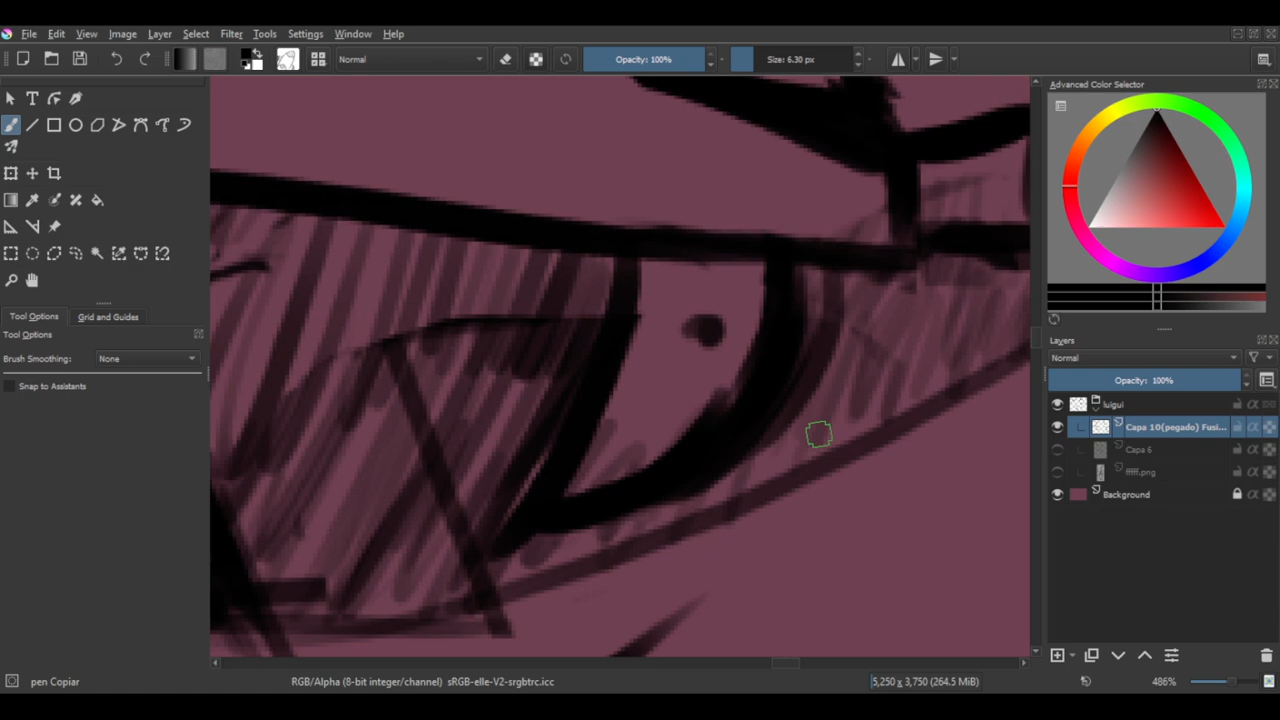 File Edit View Image Layer Select Filter Tools Settings Window Help
Normal Opacity: 100% Size: 6.30 px
Advanced Color Selector
Tool Options Grid and Guides
Tool Options
Brush Smoothing: None
Snap to Assistants
Layers
Normal
Opacity: 100%
luigui
Capa 10(pegado) Fusi...
Capa 6
fffff.png
Background
pen Copiar RGB/Alpha (8-bit integer/channel) sRGB-elle-V2-srgbtrc.icc 5,250 x 3,750 (264.5 MiB) 486%